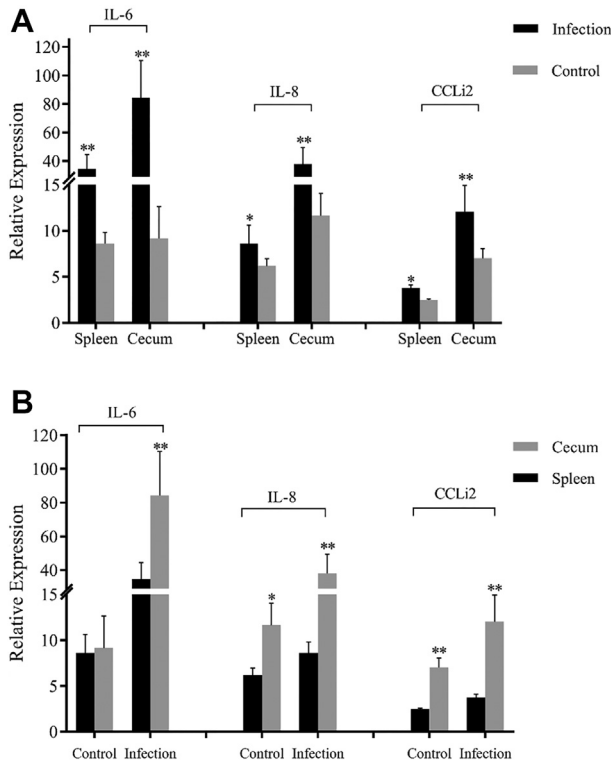 A
IL-6
Infection
Control
IL-8
CCLi2
Relative Expression
120
100
80
60
40
15
10
5
0
**
**
*
**
*
**
Spleen Cecum Spleen Cecum Spleen Cecum
B
IL-6
Cecum
Spleen
IL-8
CCLi2
Relative Expression
120
100
80
60
40
15
10
5
0
**
*
**
**
**
Control Infection Control Infection Control Infection